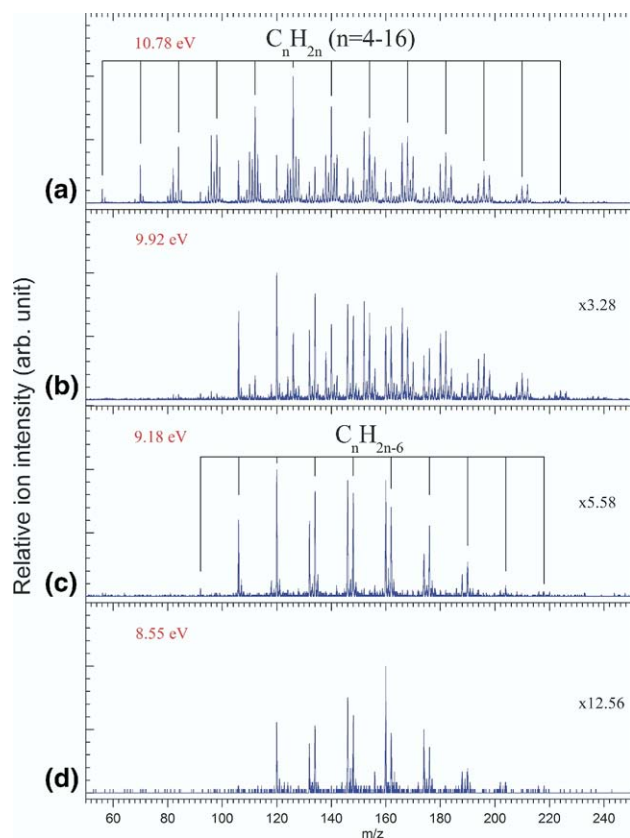 10.78 eV
CₙH₂ₙ (n=4-16)
(a)
9.92 eV
x3.28
(b)
9.18 eV
CₙH₂ₙ₋₆
x5.58
(c)
8.55 eV
x12.56
(d)
Relative ion intensity (arb. unit)
60 80 100 120 140 160 180 200 220 240
m/z